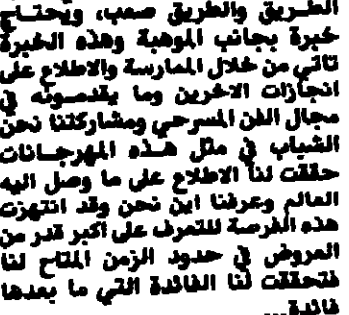 الطريق والطريق صعب، ويحتاج
خبرة بجانب الموهبة وهذه الخبرة
تاتي من خلال الممارسة والاطلاع على
انجازات الاخرين وما يقدمونه في
مجال الفن المسرحي ومشاركتنا نحن
الشباب في مثل هذه المهرجانات
حققت لنا الاطلاع على ما وصل اليه
العالم وعرفنا اين نحن وقد انتهزت
هذه الفرصة للتعرف على اكبر قدر من
العروض في حدود الزمن المتاح لنا
فتحققت لنا الفائدة التي ما بعدها
فائدة...